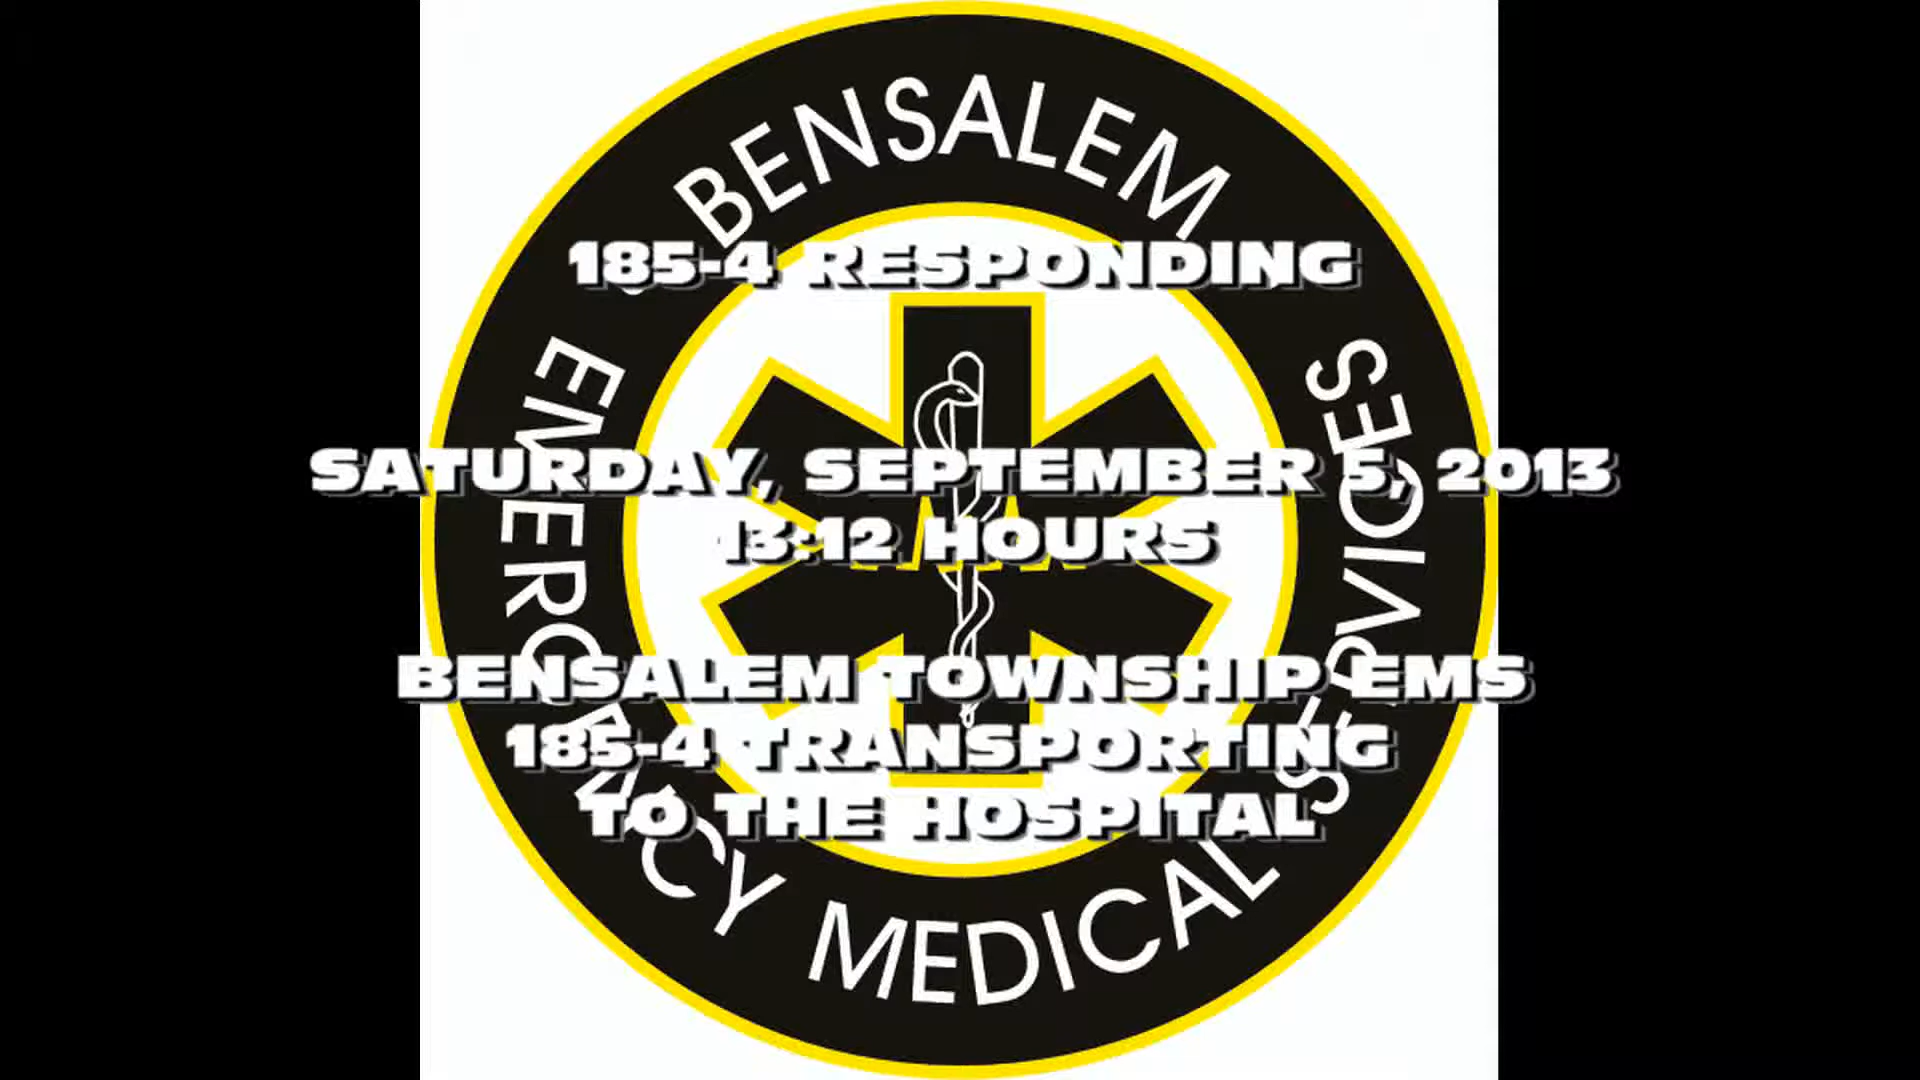 BENSALEM
EMERGENCY MEDICAL SERVICES
185-4 RESPONDING
SATURDAY, SEPTEMBER 5, 2013
13:12 HOURS
BENSALEM TOWNSHIP EMS
185-4 TRANSPORTING
TO THE HOSPITAL